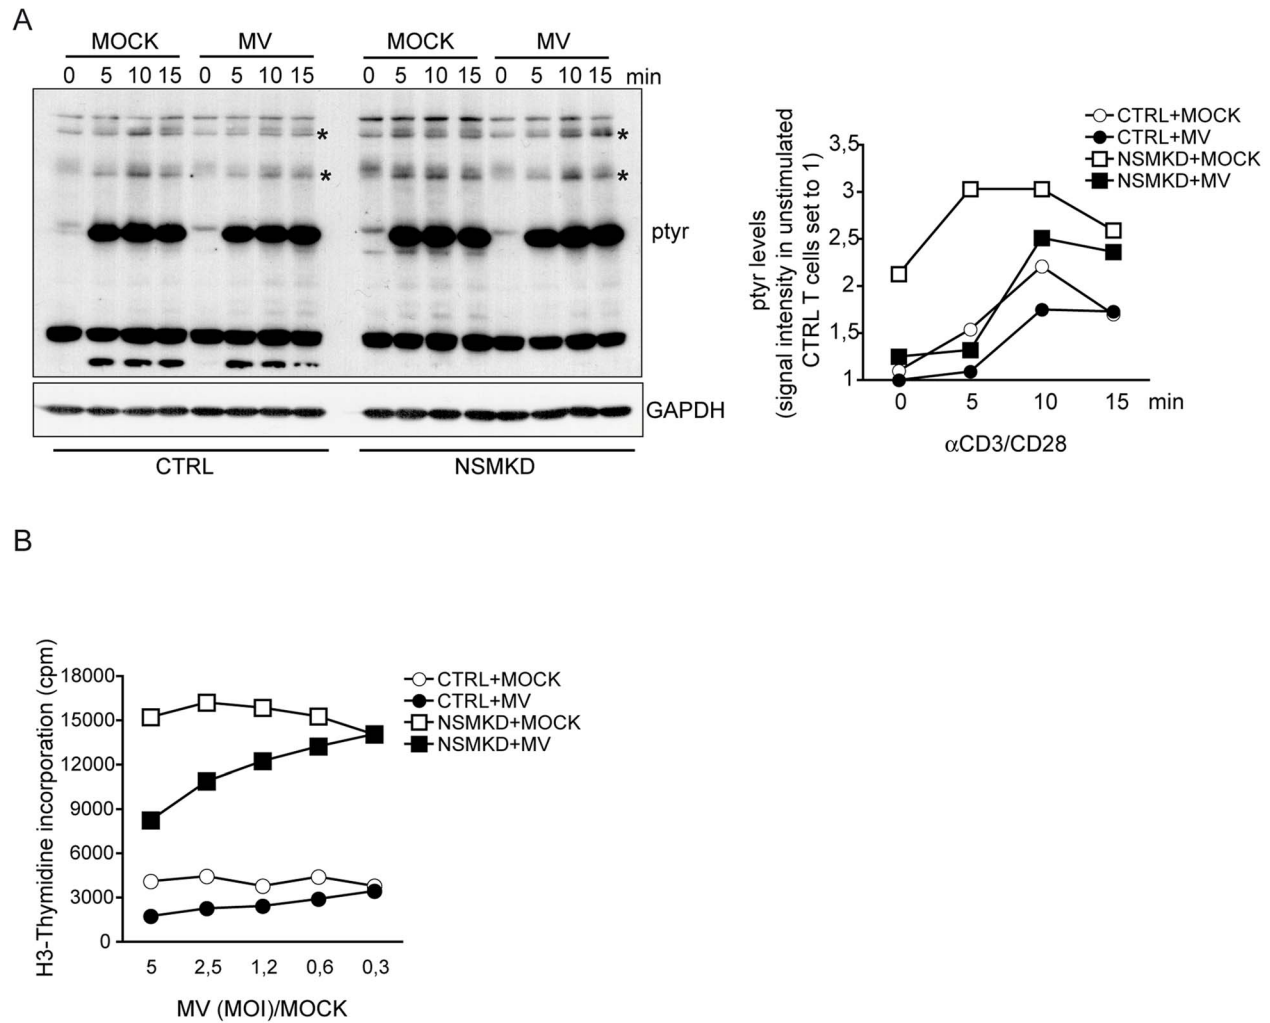 A
MOCK MV MOCK MV
0 5 10 15 0 5 10 15 0 5 10 15 0 5 10 15 min
*
*
*
*
ptyr
GAPDH
CTRL NSMKD
CTRL+MOCK
CTRL+MV
NSMKD+MOCK
NSMKD+MV
ptyr levels
(signal intensity in unstimulated
CTRL T cells set to 1)
3,5
3
2,5
2
1,5
1
0 5 10 15 min
αCD3/CD28
B
H3-Thymidine incorporation (cpm)
18000
15000
12000
9000
6000
3000
0
CTRL+MOCK
CTRL+MV
NSMKD+MOCK
NSMKD+MV
5 2,5 1,2 0,6 0,3
MV (MOI)/MOCK